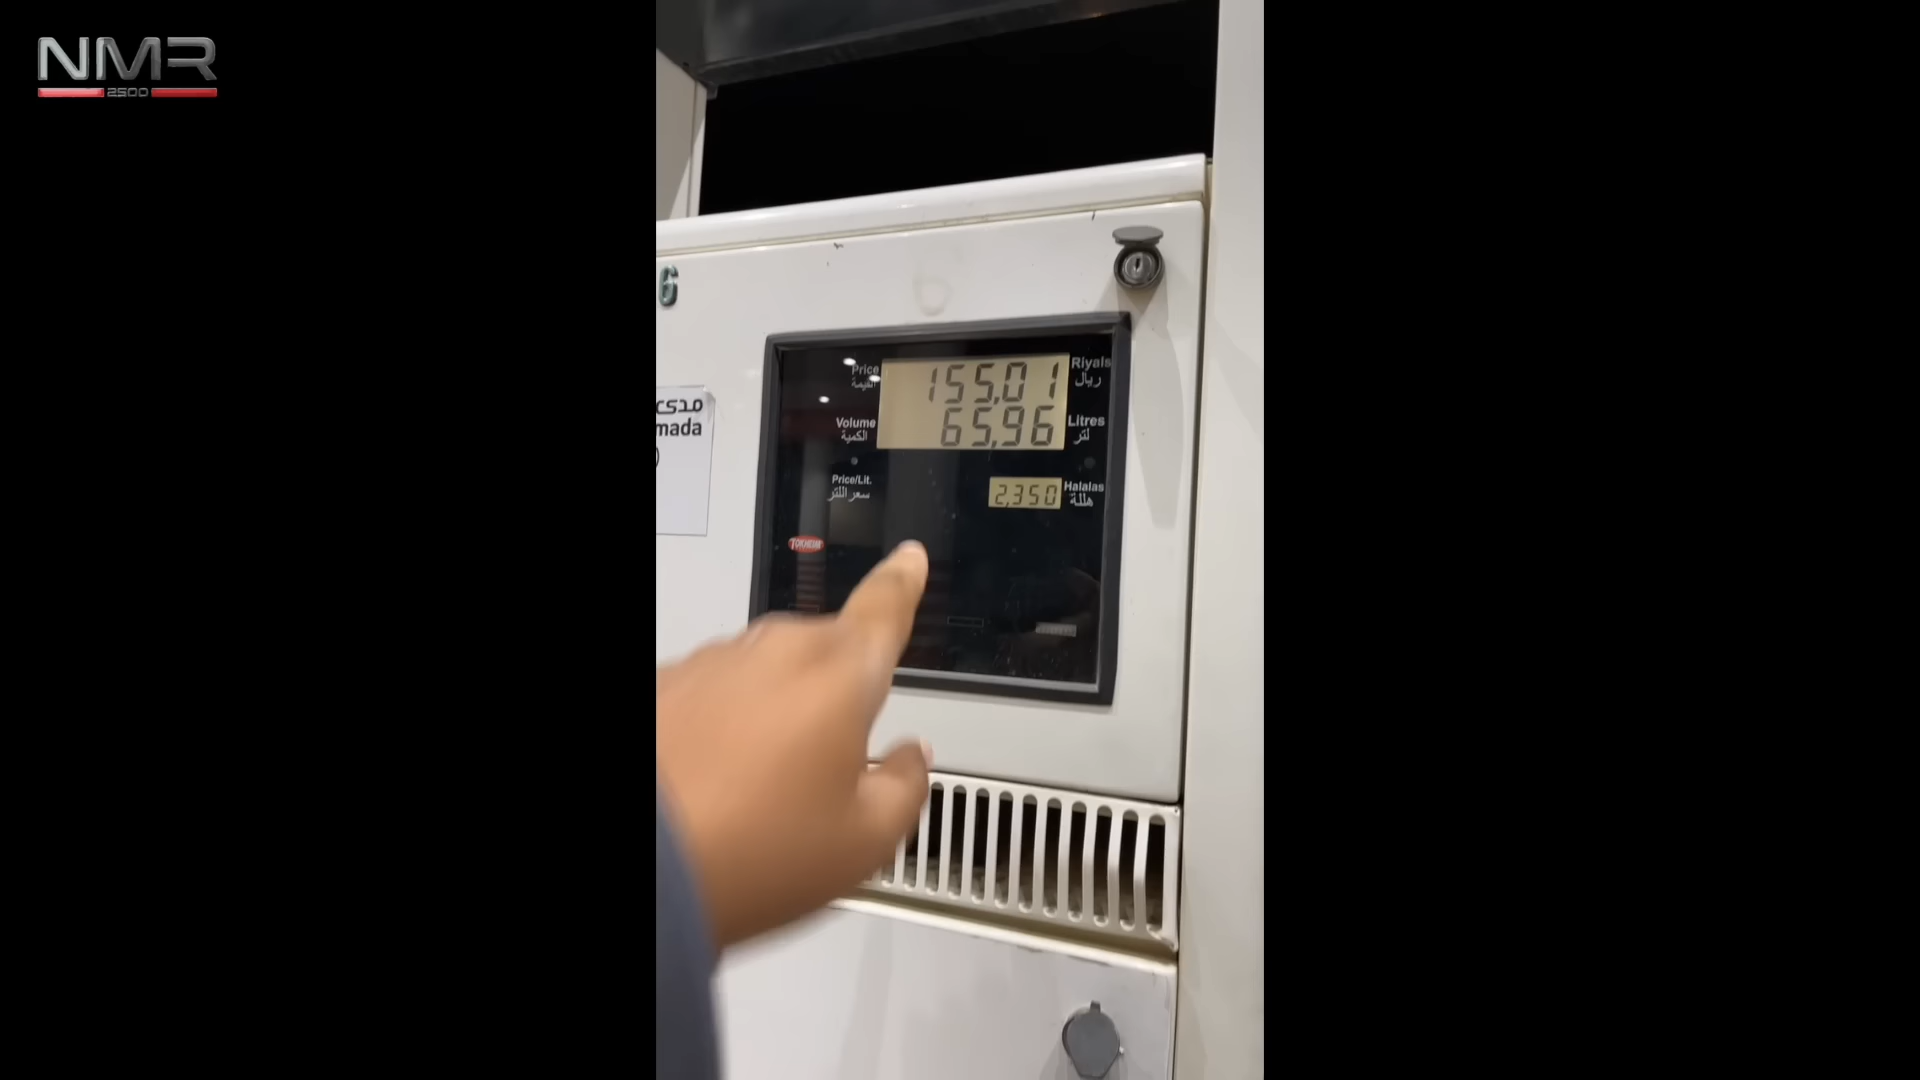 NMR
2500
6
Price
القيمة
155,01
Riyals
ريال
Volume
الكمية
65,96
Litres
لتر
مدى
mada
Price/Lit.
سعر اللتر
2,350
Halalas
هللة
TOKHEIM